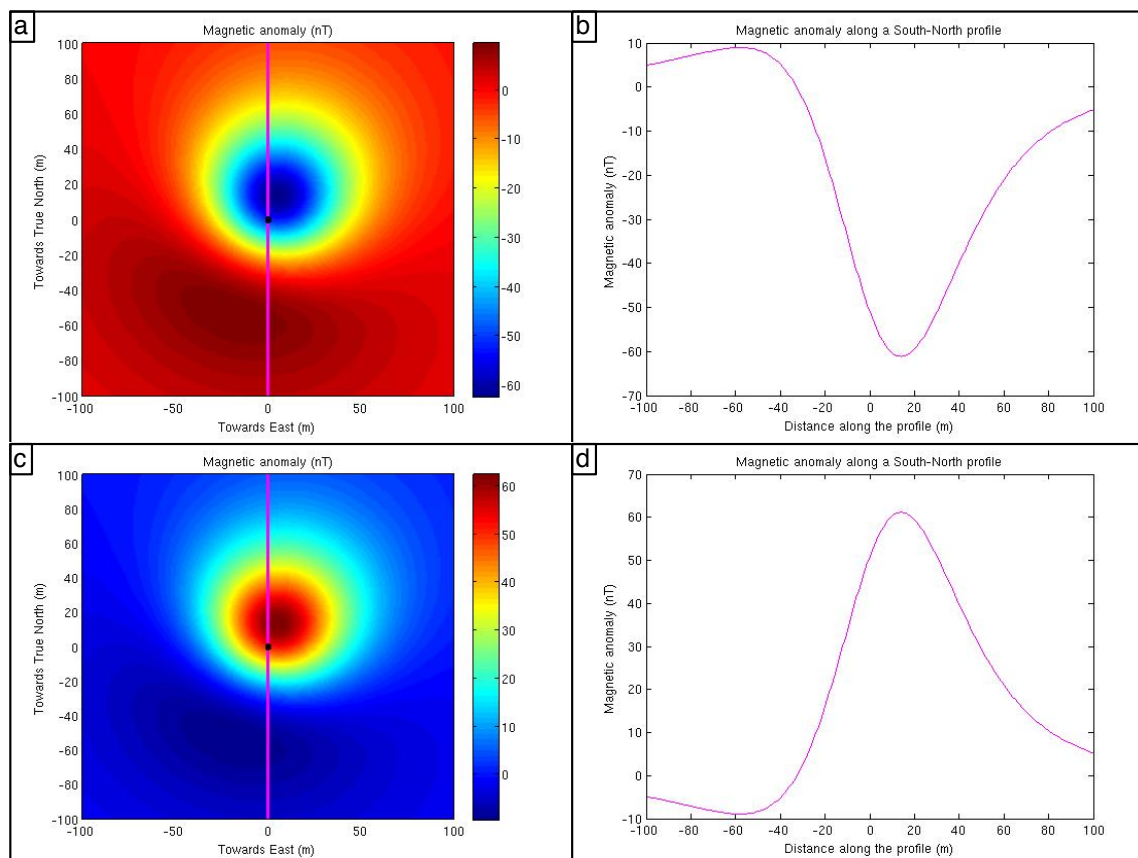 a
Magnetic anomaly (nT)
100
80
60
40
20
0
-20
-40
-60
-80
-100
Towards True North (m)
-100 -50 0 50 100
Towards East (m)
0
-10
-20
-30
-40
-50
-60
b
Magnetic anomaly along a South-North profile
10
0
-10
-20
-30
-40
-50
-60
-70
Magnetic anomaly (nT)
-100 -80 -60 -40 -20 0 20 40 60 80 100
Distance along the profile (m)
c
Magnetic anomaly (nT)
100
80
60
40
20
0
-20
-40
-60
-80
-100
Towards True North (m)
-100 -50 0 50 100
Towards East (m)
60
50
40
30
20
10
0
d
Magnetic anomaly along a South-North profile
70
60
50
40
30
20
10
0
-10
Magnetic anomaly (nT)
-100 -80 -60 -40 -20 0 20 40 60 80 100
Distance along the profile (m)